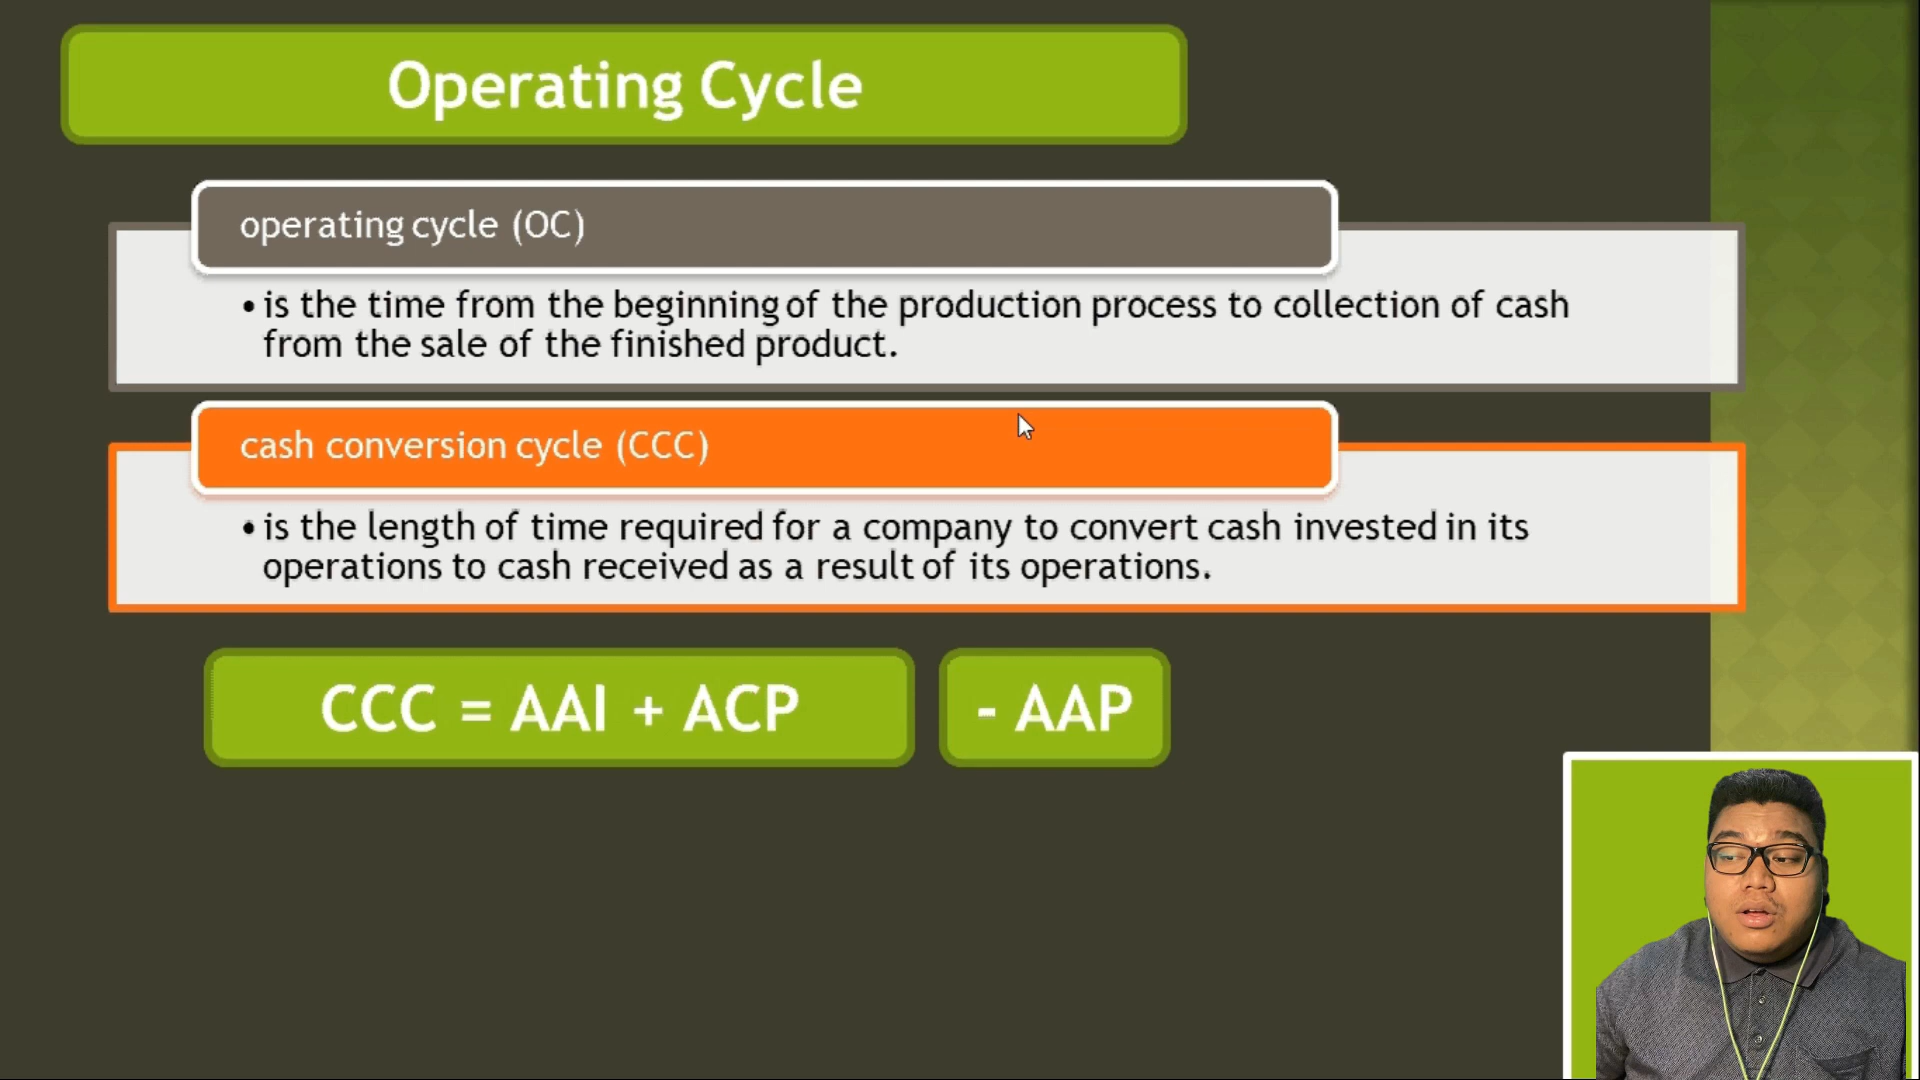 Operating Cycle
operating cycle (OC)
•is the time from the beginning of the production process to collection of cash
from the sale of the finished product.
cash conversion cycle (CCC)
•is the length of time required for a company to convert cash invested in its
operations to cash received as a result of its operations.
CCC = AAI + ACP - AAP